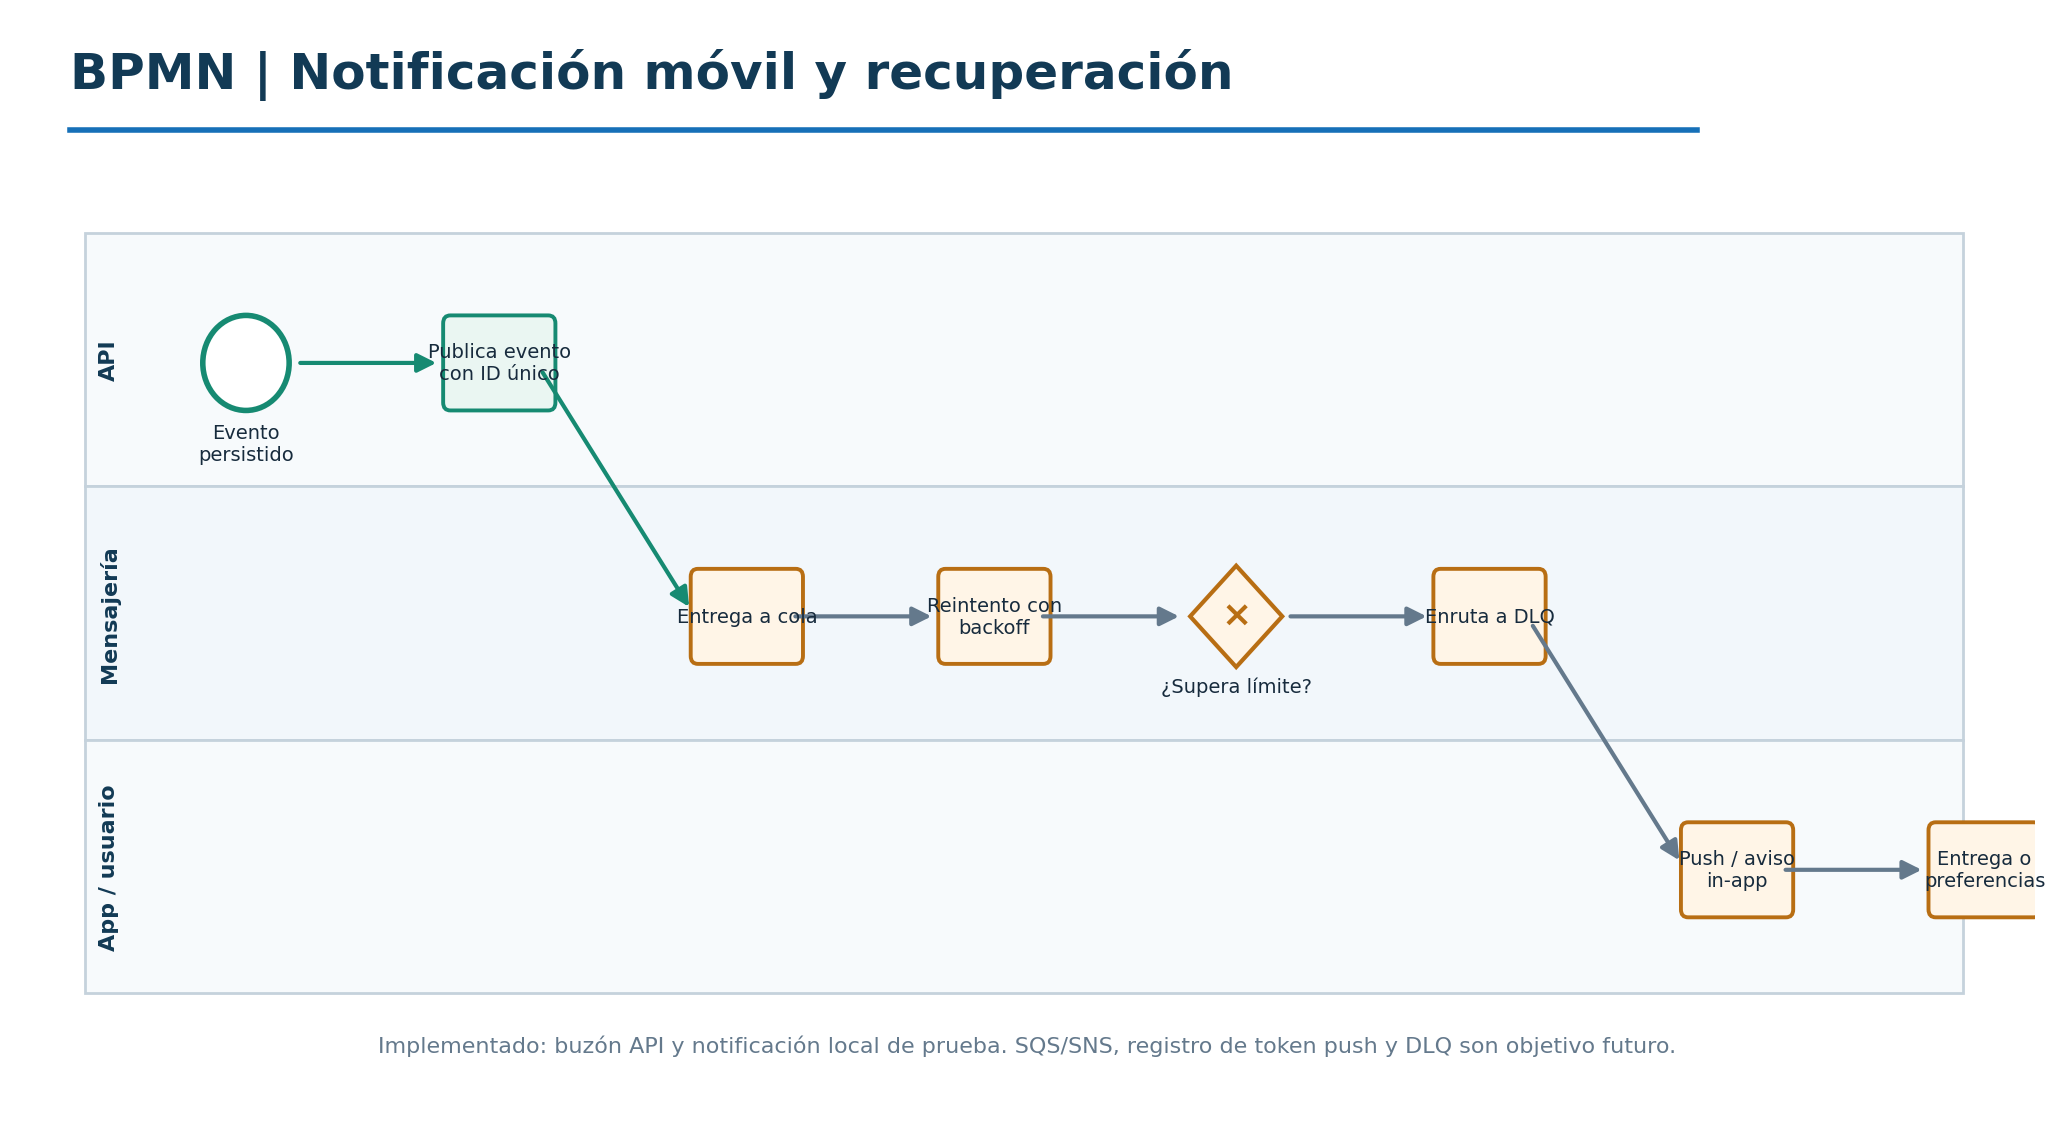 BPMN | Notificación móvil y recuperación
API
Evento
persistido
Publica evento
con ID único
Mensajería
Entrega a cola
Reintento con
backoff
¿Supera límite?
Enruta a DLQ
App / usuario
Push / aviso
in-app
Entrega o
preferencias
Implementado: buzón API y notificación local de prueba. SQS/SNS, registro de token push y DLQ son objetivo futuro.